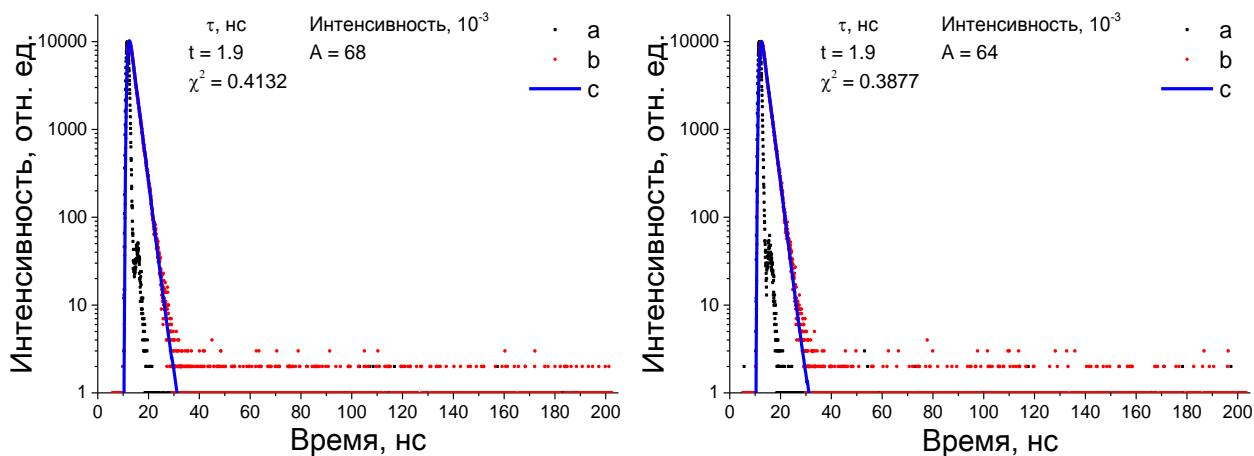 τ, нс Интенсивность, 10⁻³
t = 1.9 A = 68
χ² = 0.4132
a
b
c
Интенсивность, отн. ед.
10000
1000
100
10
1
0 20 40 60 80 100 120 140 160 180 200
Время, нс
τ, нс Интенсивность, 10⁻³
t = 1.9 A = 64
χ² = 0.3877
a
b
c
Интенсивность, отн. ед.
10000
1000
100
10
1
0 20 40 60 80 100 120 140 160 180 200
Время, нс